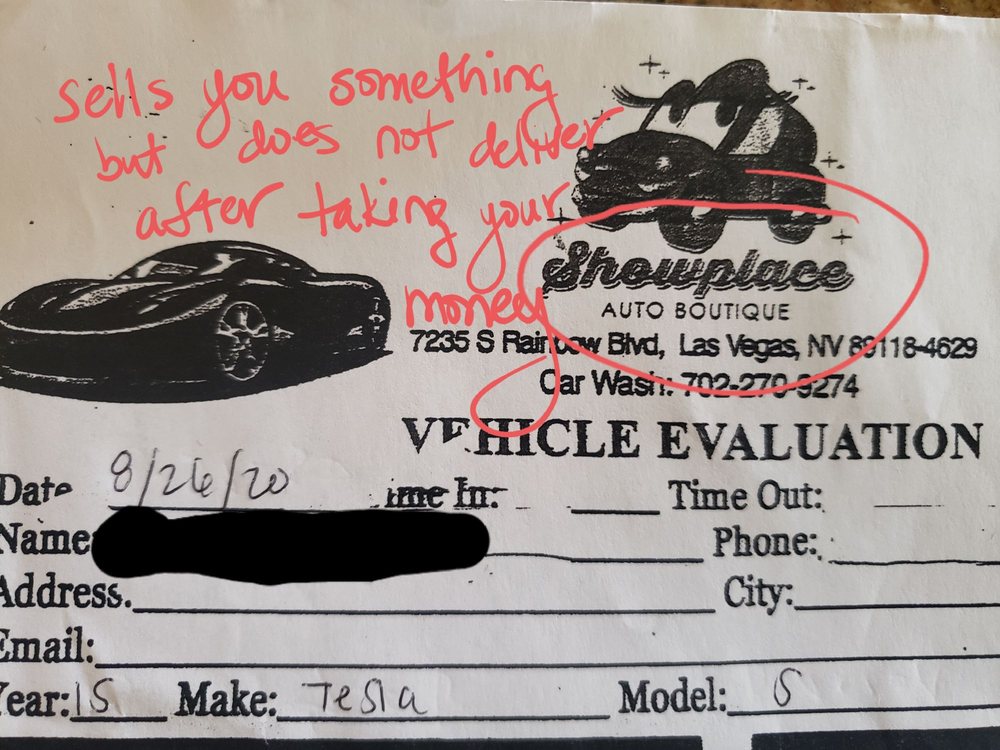 sells you something
but does not deliver
after taking your
money
Showplace
AUTO BOUTIQUE
7235 S Rainbow Blvd, Las Vegas, NV 89118-4629
Car Wash: 702-270-9274
VEHICLE EVALUATION
Date 8/26/20 ime In: Time Out:
Name Phone:
Address. City:
Email:
Year: 15 Make: Tesla Model: S